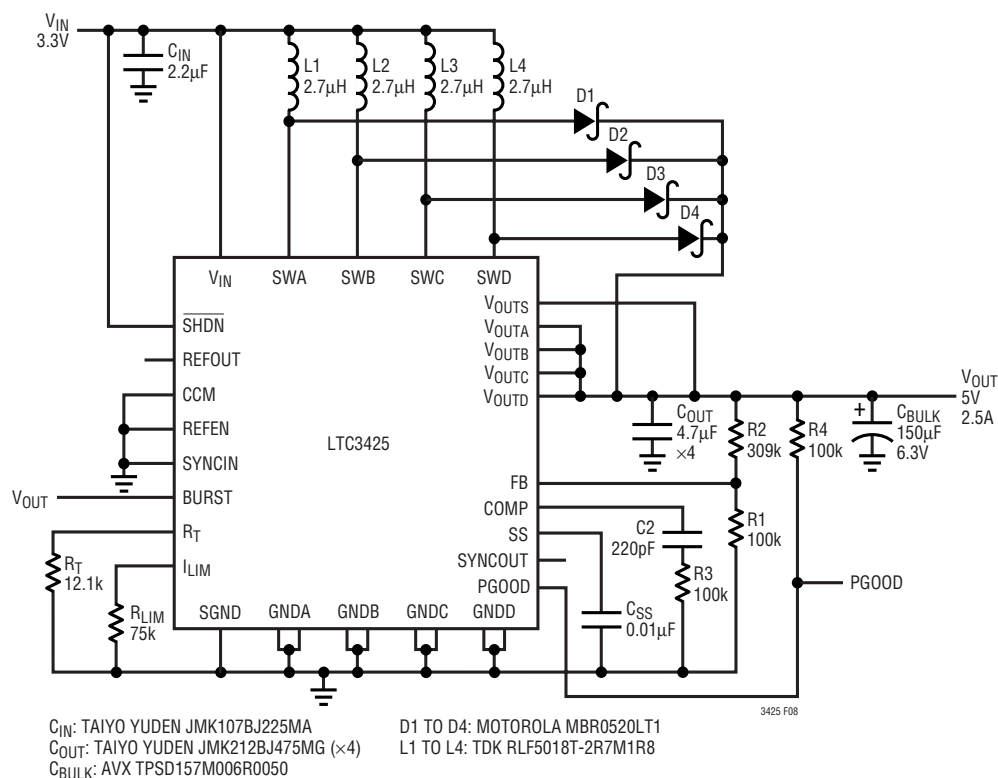 VIN
3.3V
CIN
2.2µF
L1
2.7µH
L2
2.7µH
L3
2.7µH
L4
2.7µH
D1
D2
D3
D4
VIN
SWA
SWB
SWC
SWD
SHDN
REFOUT
CCM
REFEN
SYNCIN
BURST
RT
ILIM
SGND
GNDA
GNDB
GNDC
GNDD
LTC3425
VOUTS
VOUTA
VOUTB
VOUTC
VOUTD
FB
COMP
SS
SYNCOUT
PGOOD
VOUT
RT
12.1k
RLIM
75k
COUT
4.7µF
×4
R2
309k
R4
100k
+
CBULK
150µF
6.3V
VOUT
5V
2.5A
C2
220pF
R1
100k
R3
100k
CSS
0.01µF
PGOOD
3425 F08
CIN: TAIYO YUDEN JMK107BJ225MA
COUT: TAIYO YUDEN JMK212BJ475MG (×4)
CBULK: AVX TPSD157M006R0050
D1 TO D4: MOTOROLA MBR0520LT1
L1 TO L4: TDK RLF5018T-2R7M1R8